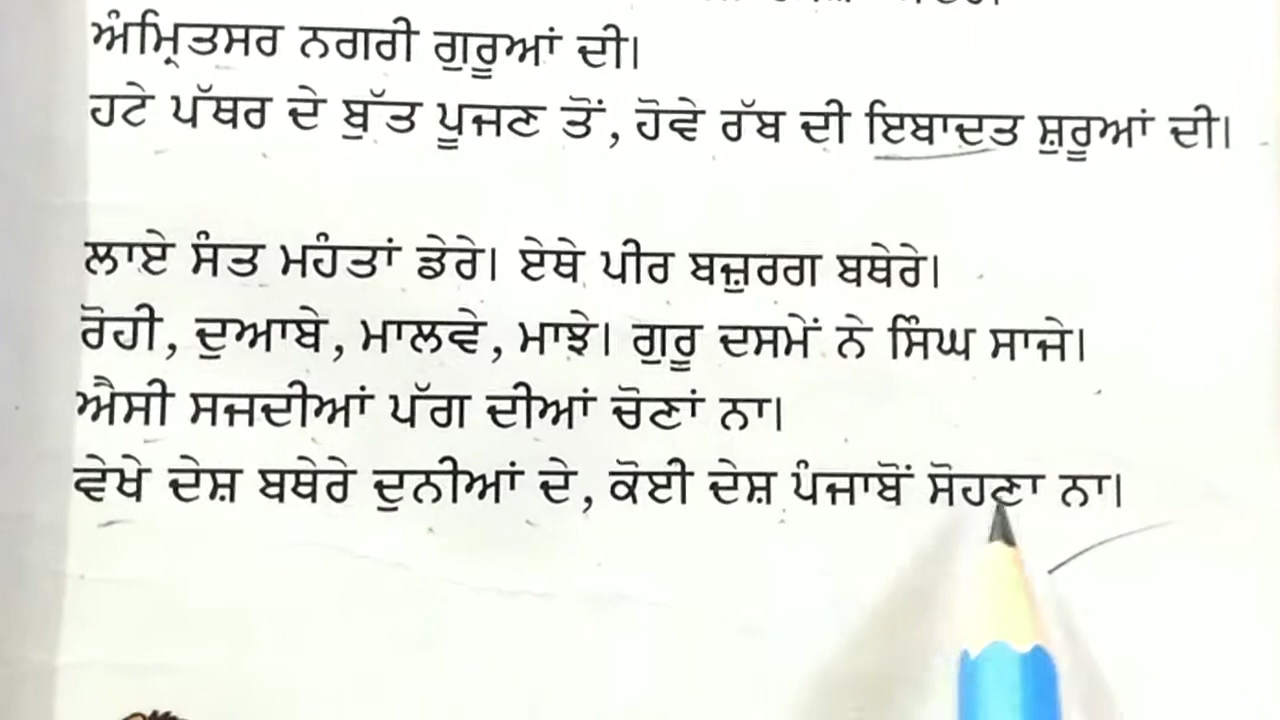 ਅੰਮ੍ਰਿਤਸਰ ਨਗਰੀ ਗੁਰੂਆਂ ਦੀ।
ਹਟੇ ਪੱਥਰ ਦੇ ਬੁੱਤ ਪੂਜਣ ਤੋਂ, ਹੋਵੇ ਰੱਬ ਦੀ ਇਬਾਦਤ ਸ਼ੁਰੂਆਂ ਦੀ।
ਲਾਏ ਸੰਤ ਮਹੰਤਾਂ ਡੇਰੇ। ਏਥੇ ਪੀਰ ਬਜ਼ੁਰਗ ਬਥੇਰੇ।
ਰੋਹੀ, ਦੁਆਬੇ, ਮਾਲਵੇ, ਮਾਝੇ। ਗੁਰੂ ਦਸਮੇਂ ਨੇ ਸਿੰਘ ਸਾਜੇ।
ਐਸੀ ਸਜਦੀਆਂ ਪੱਗ ਦੀਆਂ ਚੋਣਾਂ ਨਾ।
ਵੇਖੇ ਦੇਸ਼ ਬਥੇਰੇ ਦੁਨੀਆਂ ਦੇ, ਕੋਈ ਦੇਸ਼ ਪੰਜਾਬੋਂ ਸੋਹਣਾ ਨਾ।